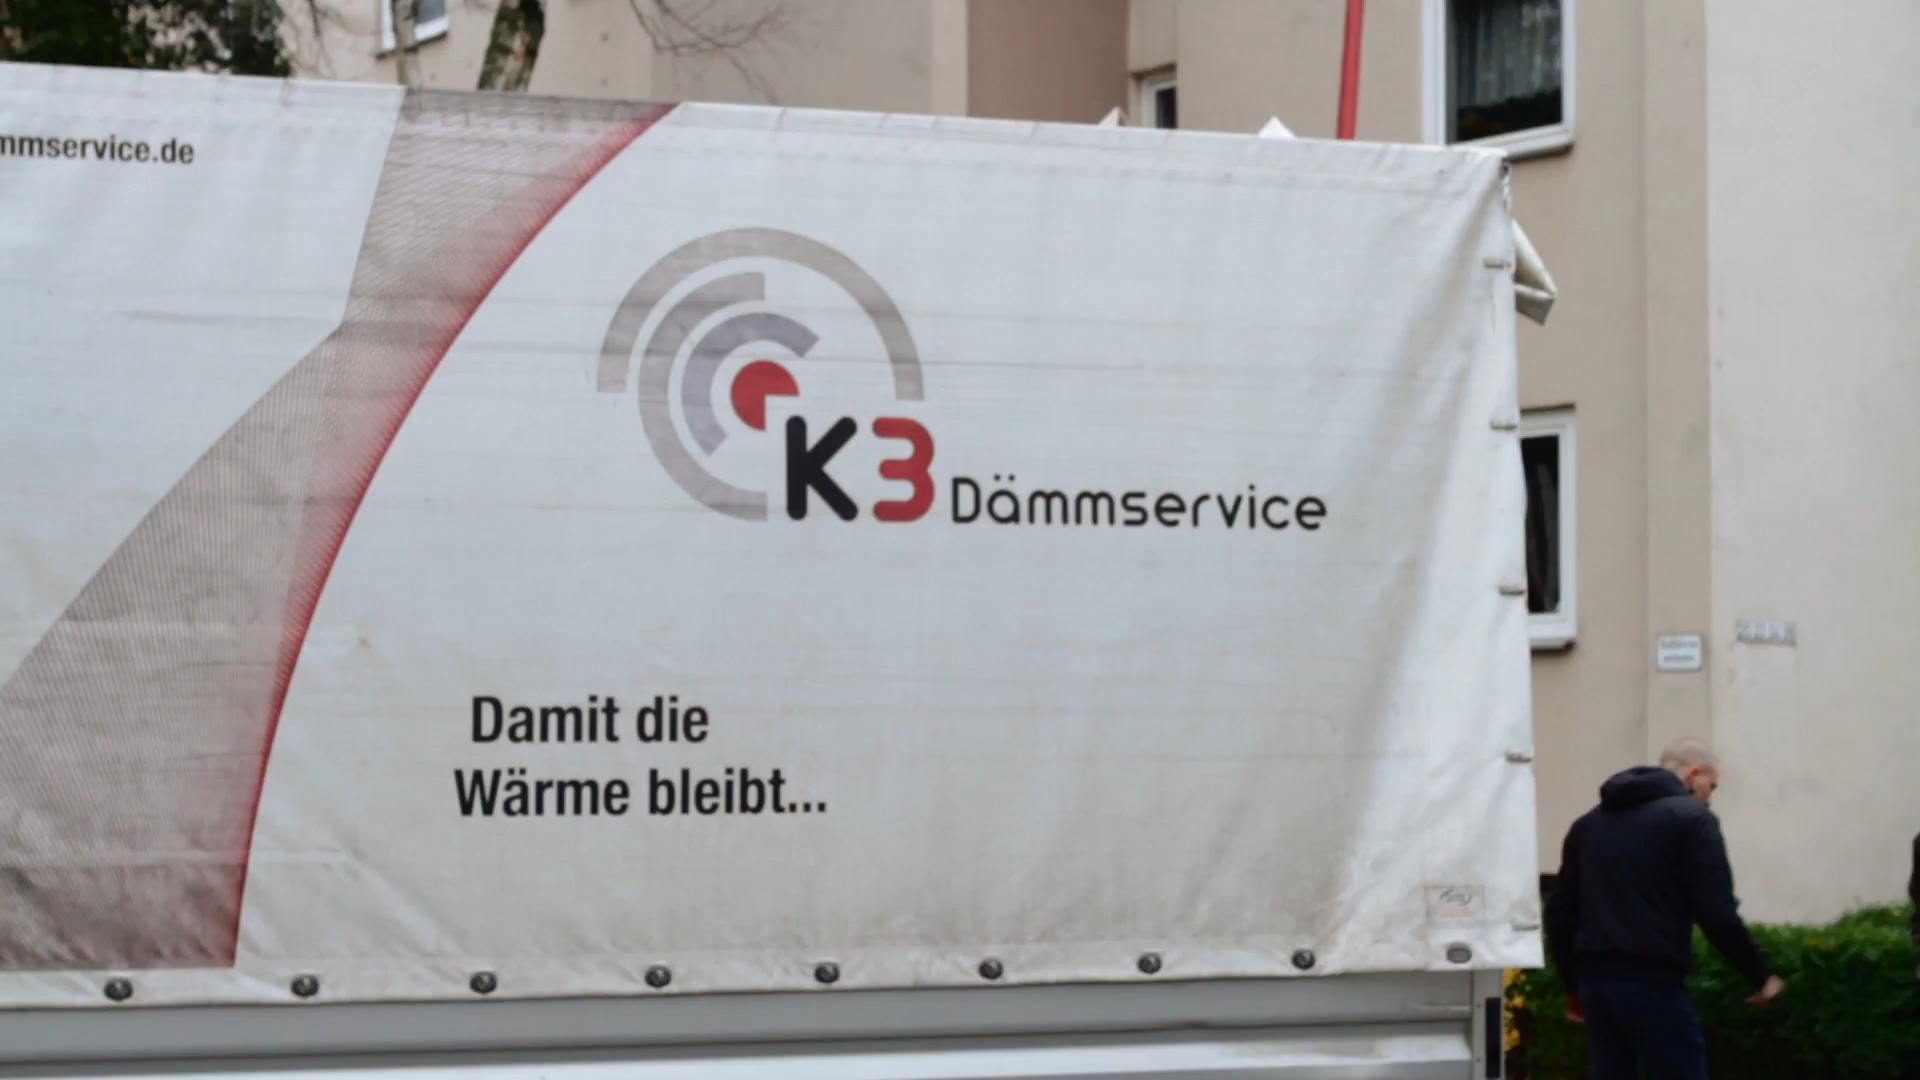 mmservice.de
K3 Dämmservice
Damit die
Wärme bleibt...